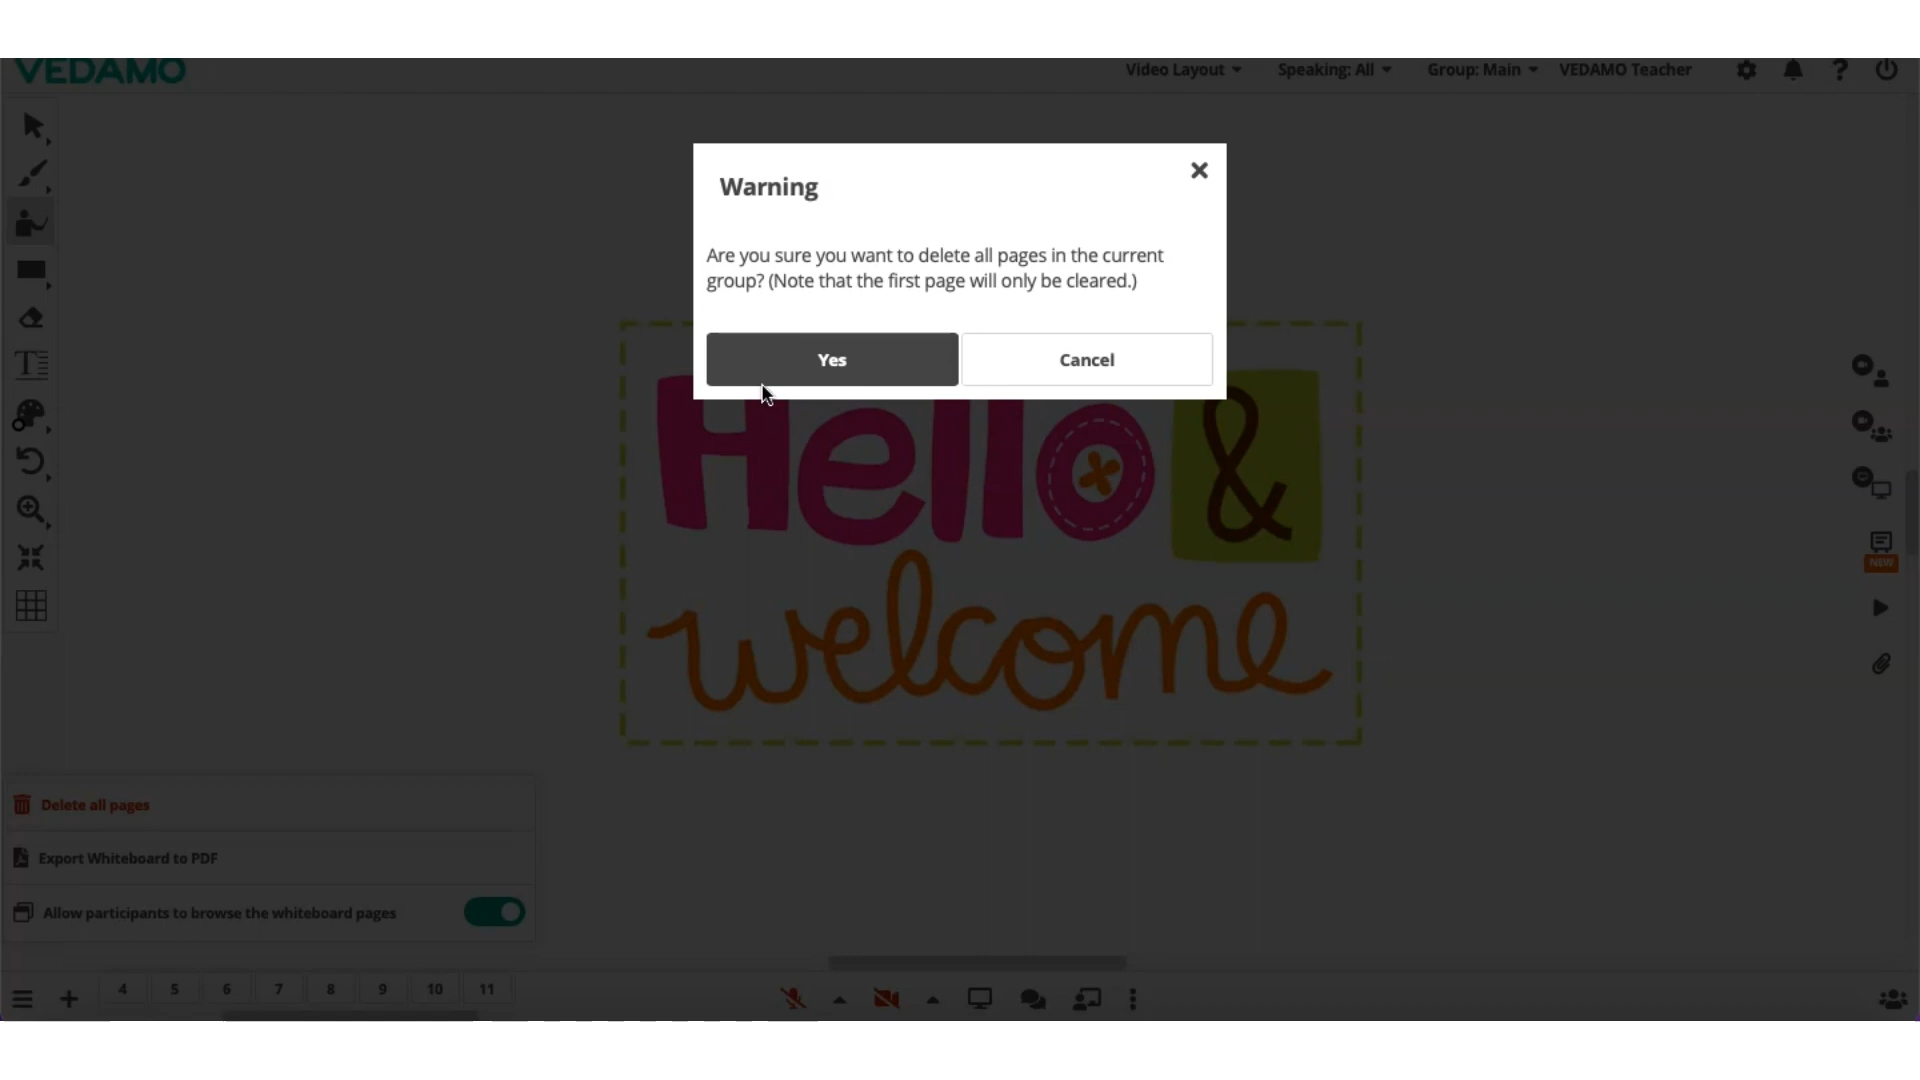 VEDAMO
Video Layout
Speaking: All
Group: Main
VEDAMO Teacher
?
Warning
Are you sure you want to delete all pages in the current
group? (Note that the first page will only be cleared.)
Yes
Cancel
Hello &
welcome
T
NEW
Delete all pages
Export Whiteboard to PDF
Allow participants to browse the whiteboard pages
4 5 6 7 8 9 10 11